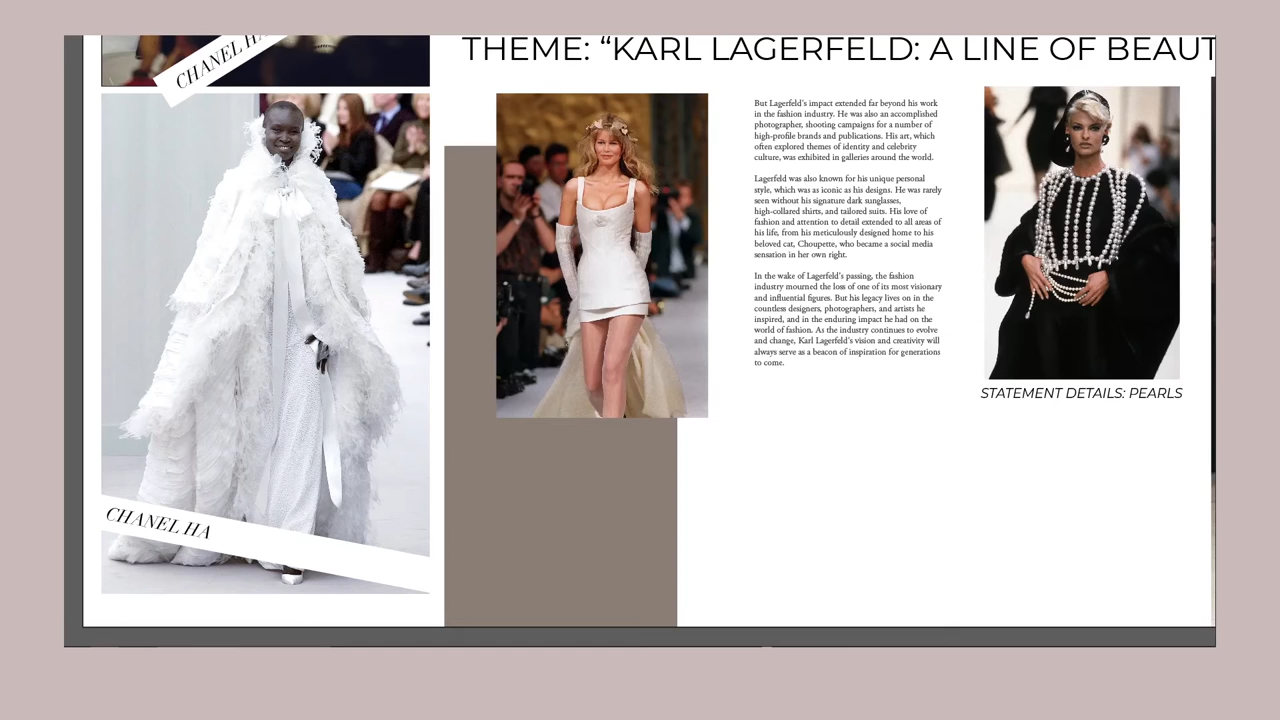 CHANEL HA
THEME: “KARL LAGERFELD: A LINE OF BEAUT
But Lagerfeld's impact extended far beyond his work
in the fashion industry. He was also an accomplished
photographer, shooting campaigns for a number of
high-profile brands and publications. His art, which
often explored themes of identity and celebrity
culture, was exhibited in galleries around the world.
Lagerfeld was also known for his unique personal
style, which was as iconic as his designs. He was rarely
seen without his signature dark sunglasses,
high-collared shirts, and tailored suits. His love of
fashion and attention to detail extended to all areas of
his life, from his meticulously designed home to his
beloved cat, Choupette, who became a social media
sensation in her own right.
In the wake of Lagerfeld's passing, the fashion
industry mourned the loss of one of its most visionary
and influential figures. But his legacy lives on in the
countless designers, photographers, and artists he
inspired, and in the enduring impact he had on the
world of fashion. As the industry continues to evolve
and change, Karl Lagerfeld's vision and creativity will
always serve as a beacon of inspiration for generations
to come.
STATEMENT DETAILS: PEARLS
CHANEL HA